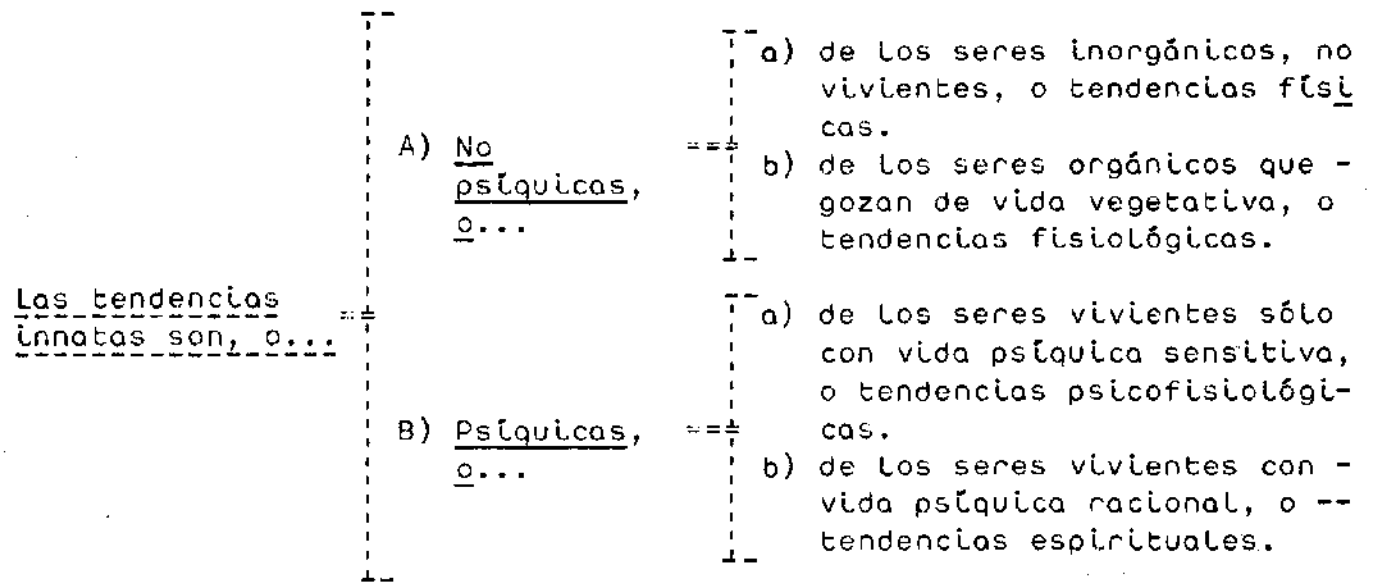 Las tendencias
innatas son, o...
A) No
psíquicas,
o...
a) de los seres inorgánicos, no
vivientes, o tendencias físi
cas.
b) de los seres orgánicos que -
gozan de vida vegetativa, o
tendencias fisiológicas.
B) Psíquicas,
o...
a) de los seres vivientes sólo
con vida psíquica sensitiva,
o tendencias psicofisiológi-
cas.
b) de los seres vivientes con -
vida psíquica racional, o --
tendencias espirituales.